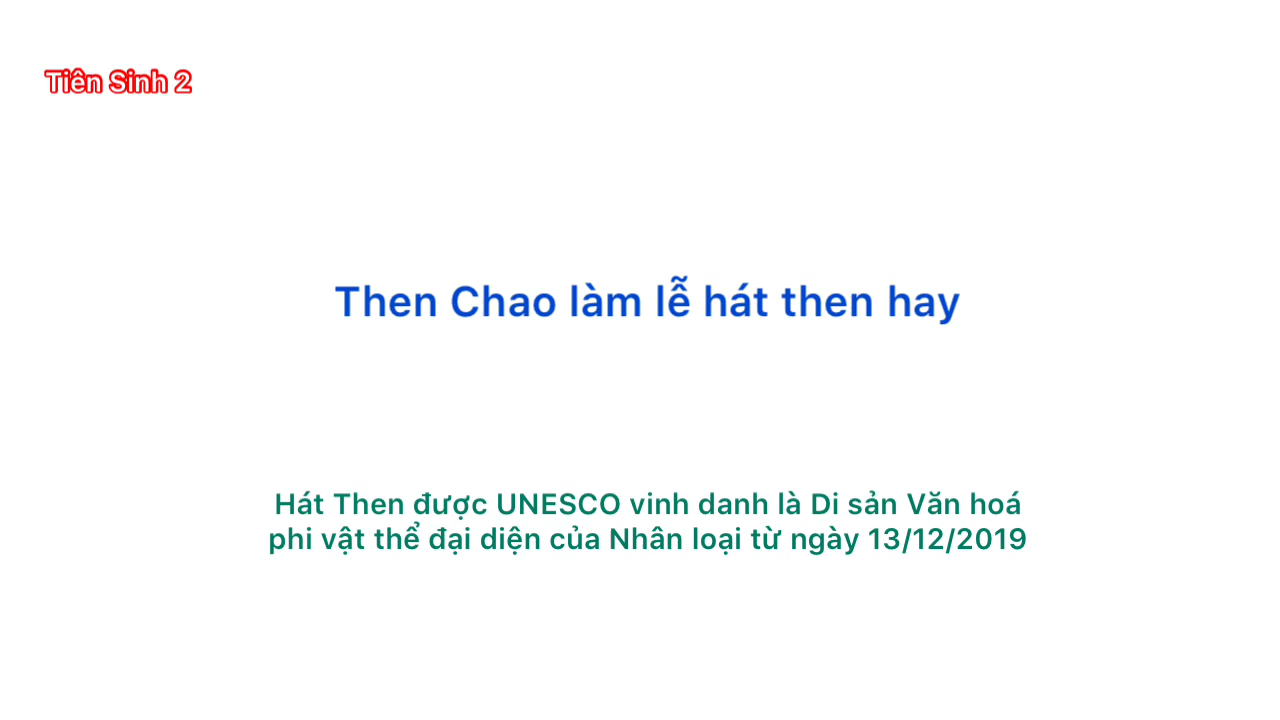 Tiên Sinh 2
Then Chao làm lễ hát then hay
Hát Then được UNESCO vinh danh là Di sản Văn hoá
phi vật thể đại diện của Nhân loại từ ngày 13/12/2019